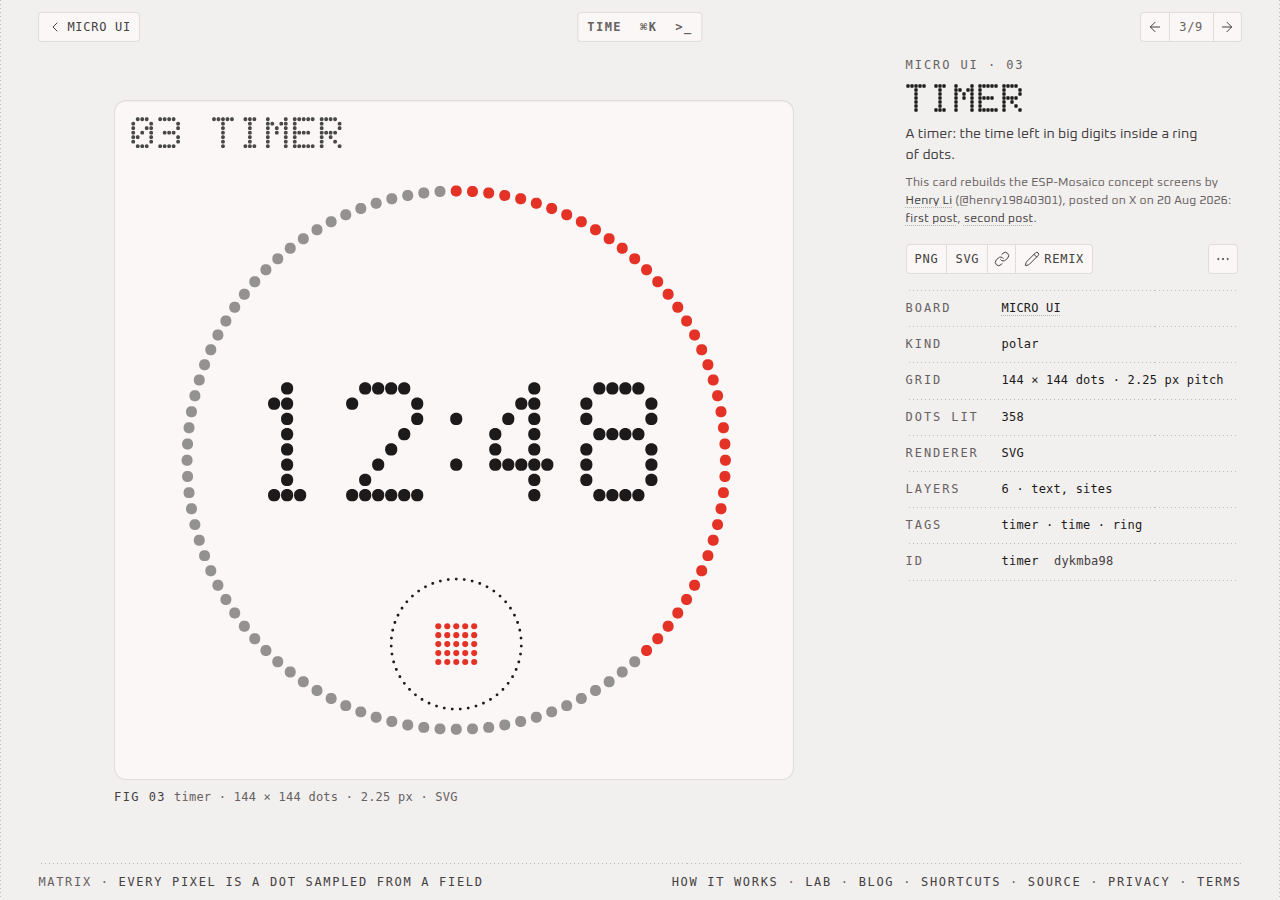 MICRO UI
TIME ⌘K >_
3/9
03 TIMER
12:48
FIG 03 timer · 144 × 144 dots · 2.25 px · SVG
MICRO UI · 03
TIMER
A timer: the time left in big digits inside a ring
of dots.
This card rebuilds the ESP-Mosaico concept screens by
Henry Li (@henry19840301), posted on X on 20 Aug 2026:
first post, second post.
PNG SVG REMIX ···
BOARD MICRO UI
KIND polar
GRID 144 × 144 dots · 2.25 px pitch
DOTS LIT 358
RENDERER SVG
LAYERS 6 · text, sites
TAGS timer · time · ring
ID timer dykmba98
MATRIX · EVERY PIXEL IS A DOT SAMPLED FROM A FIELD
HOW IT WORKS · LAB · BLOG · SHORTCUTS · SOURCE · PRIVACY · TERMS